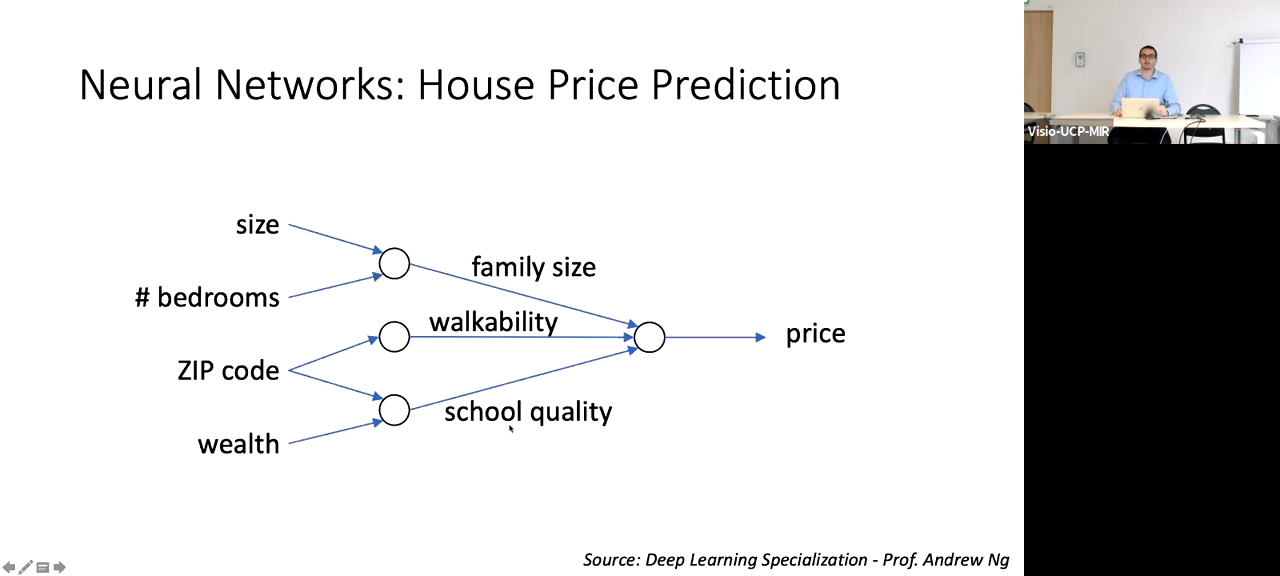 Neural Networks: House Price Prediction
Visio-UCP-MIR
size
family size
# bedrooms
walkability
price
ZIP code
school quality
wealth
Source: Deep Learning Specialization - Prof. Andrew Ng